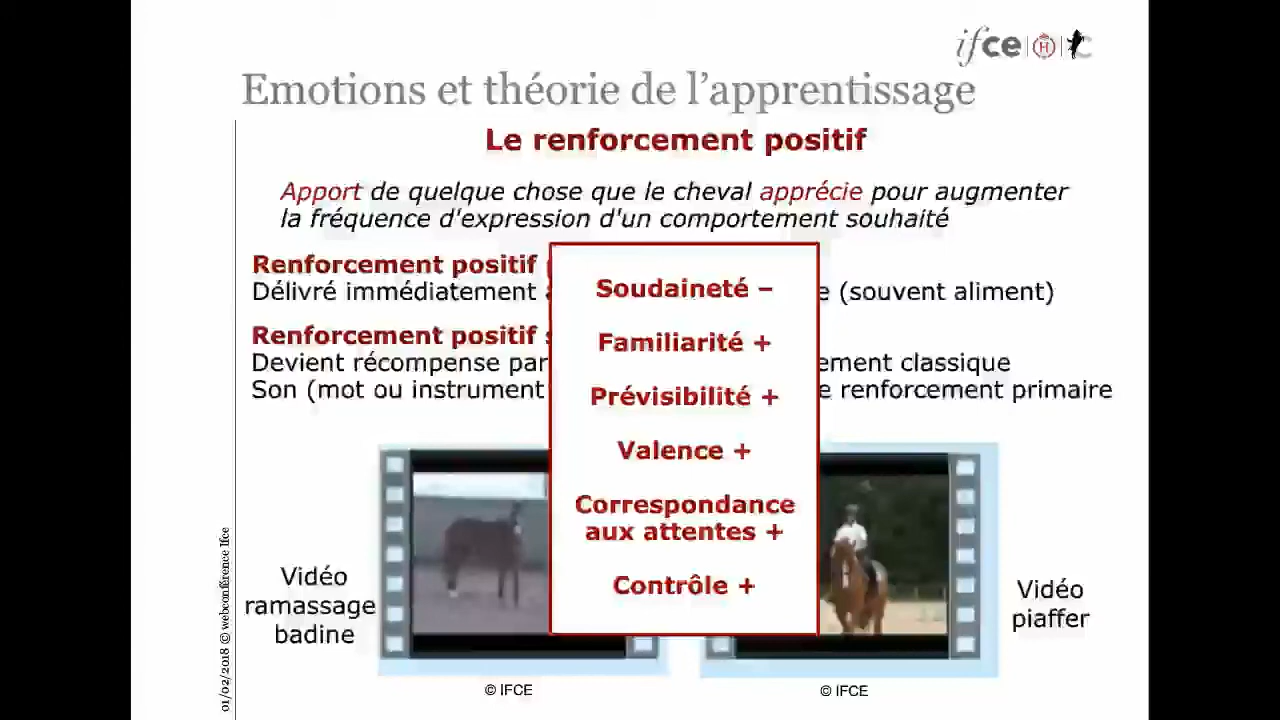 ifce
Emotions et théorie de l'apprentissage
Le renforcement positif
Apport de quelque chose que le cheval apprécie pour augmenter
la fréquence d'expression d'un comportement souhaité
Renforcement positif
Délivré immédiatement
e (souvent aliment)
Renforcement positif
Devient récompense par
ement classique
Son (mot ou instrument
e renforcement primaire
Soudaineté –
Familiarité +
Prévisibilité +
Valence +
Correspondance
aux attentes +
Contrôle +
Vidéo
ramassage
badine
Vidéo
piaffer
© IFCE
© IFCE
01/02/2018 © webconférence Ifce